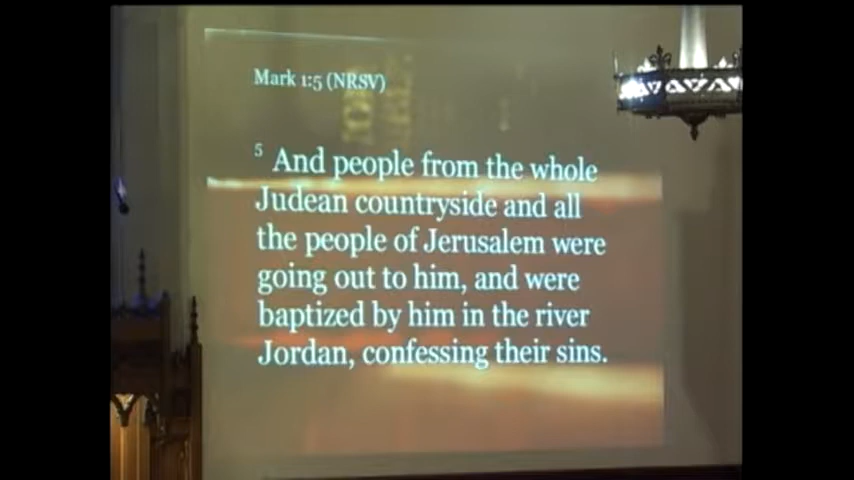 Mark 1:5 (NRSV)
5 And people from the whole
Judean countryside and all
the people of Jerusalem were
going out to him, and were
baptized by him in the river
Jordan, confessing their sins.